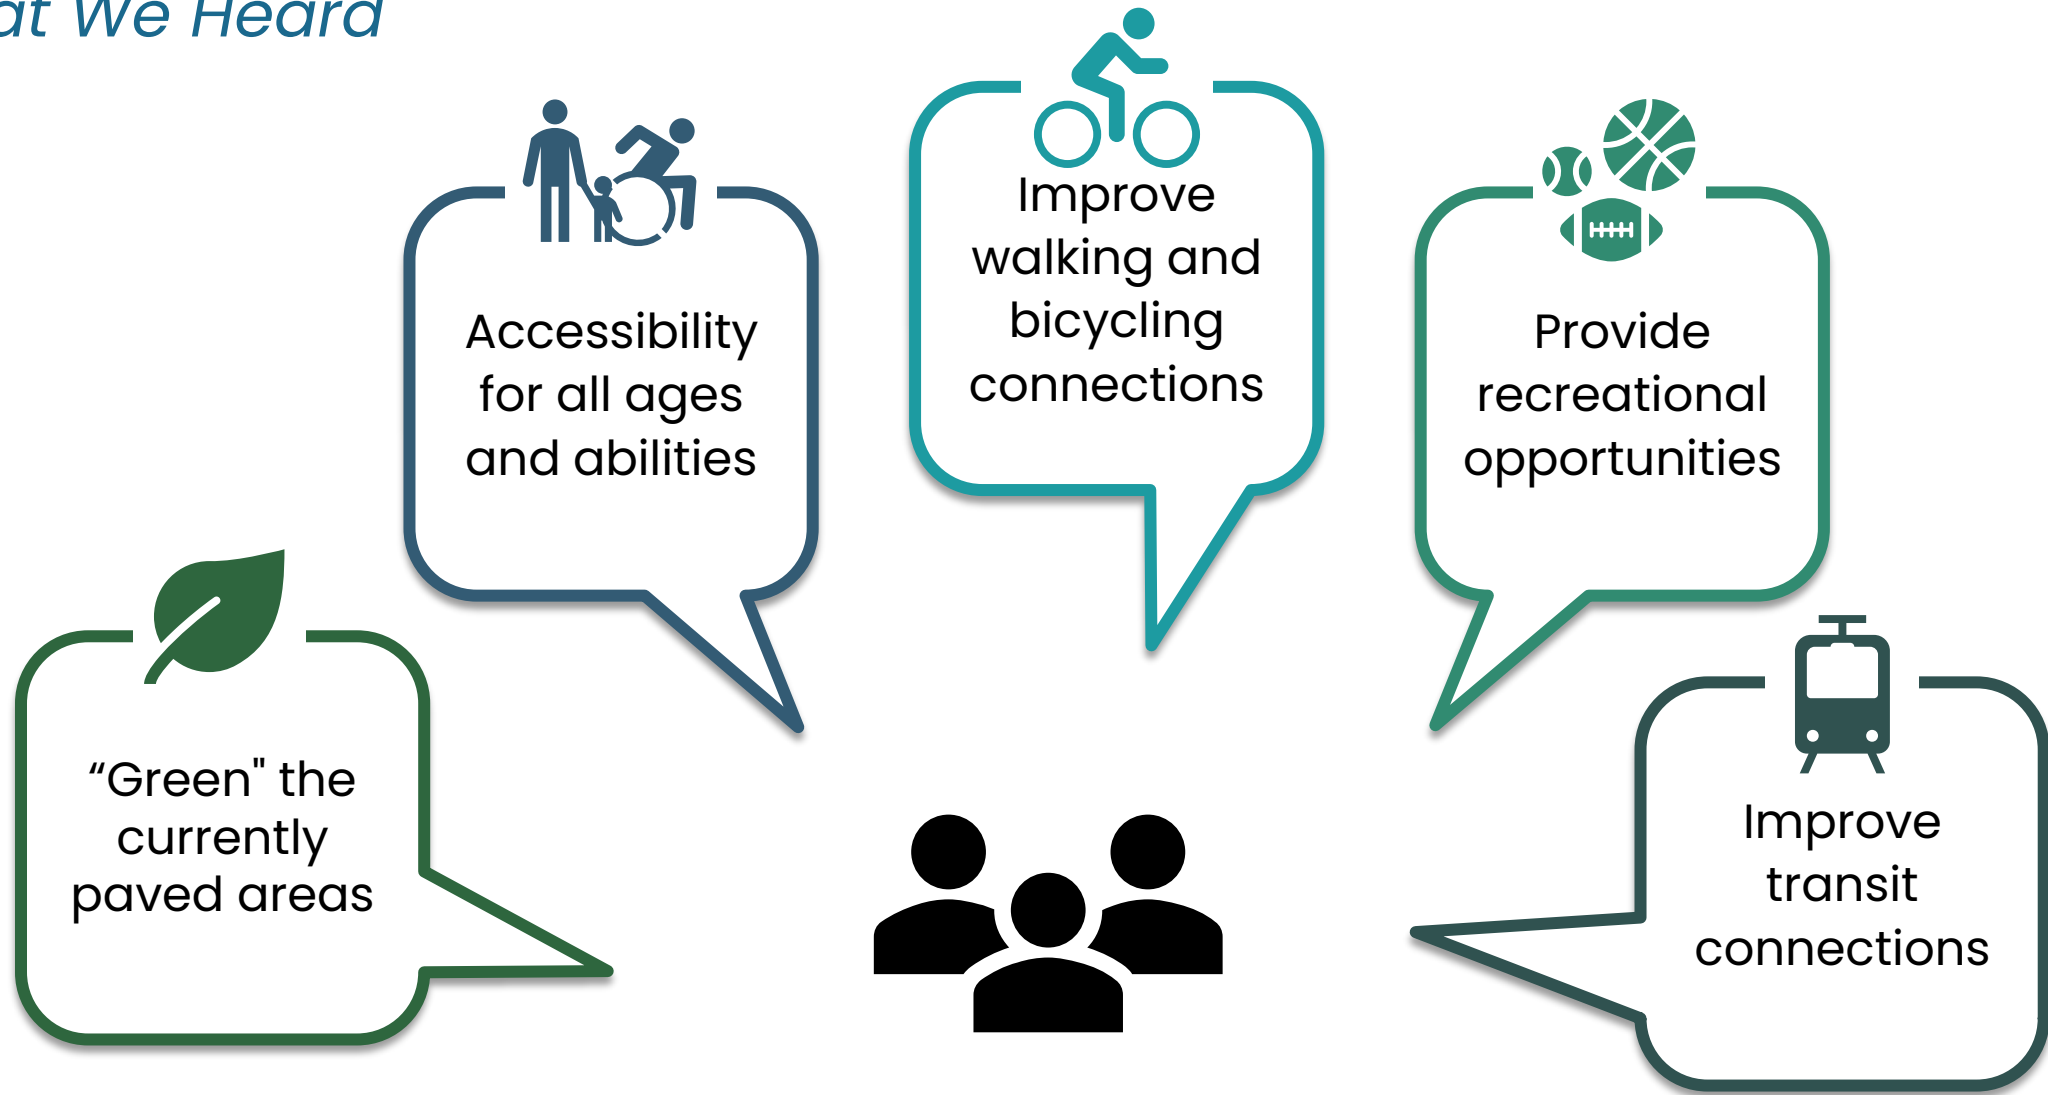 at We Heard
Improve
walking and
bicycling
connections
Accessibility
for all ages
and abilities
Provide
recreational
opportunities
“Green" the
currently
paved areas
Improve
transit
connections